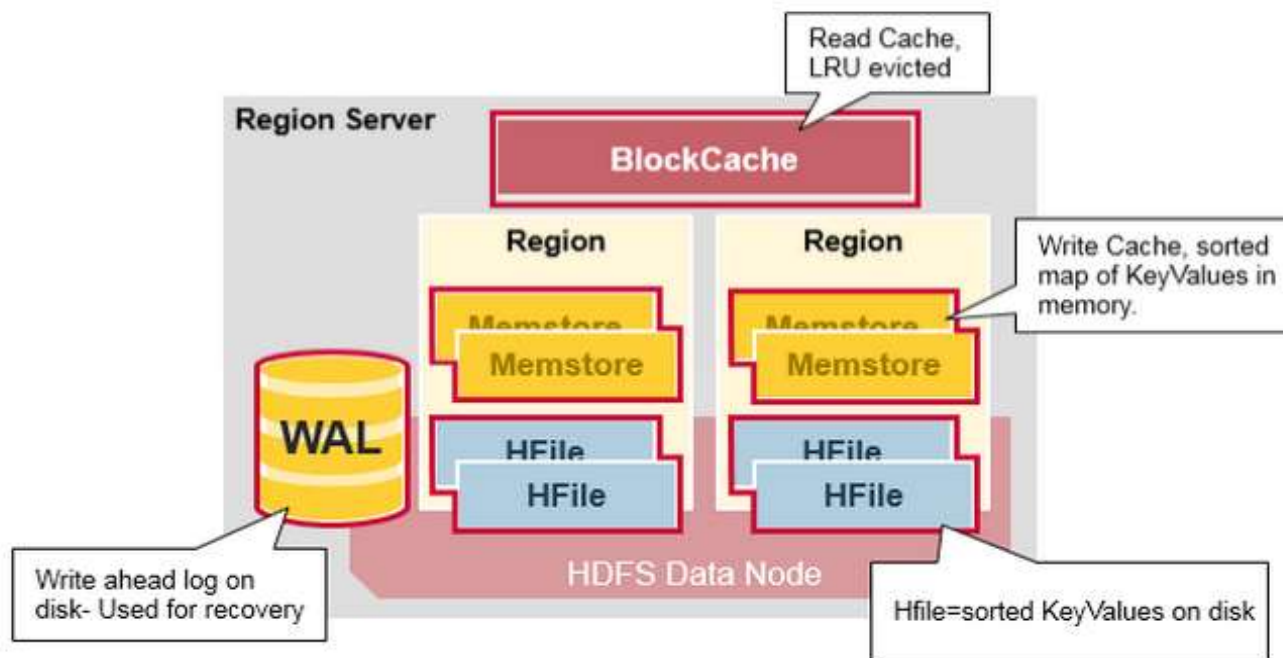 Read Cache,
LRU evicted
Region Server
BlockCache
Region
Region
Write Cache, sorted
map of KeyValues in
memory.
Memstore
Memstore
Memstore
Memstore
WAL
HFile
HFile
HFile
HFile
HDFS Data Node
Write ahead log on
disk- Used for recovery
Hfile=sorted KeyValues on disk